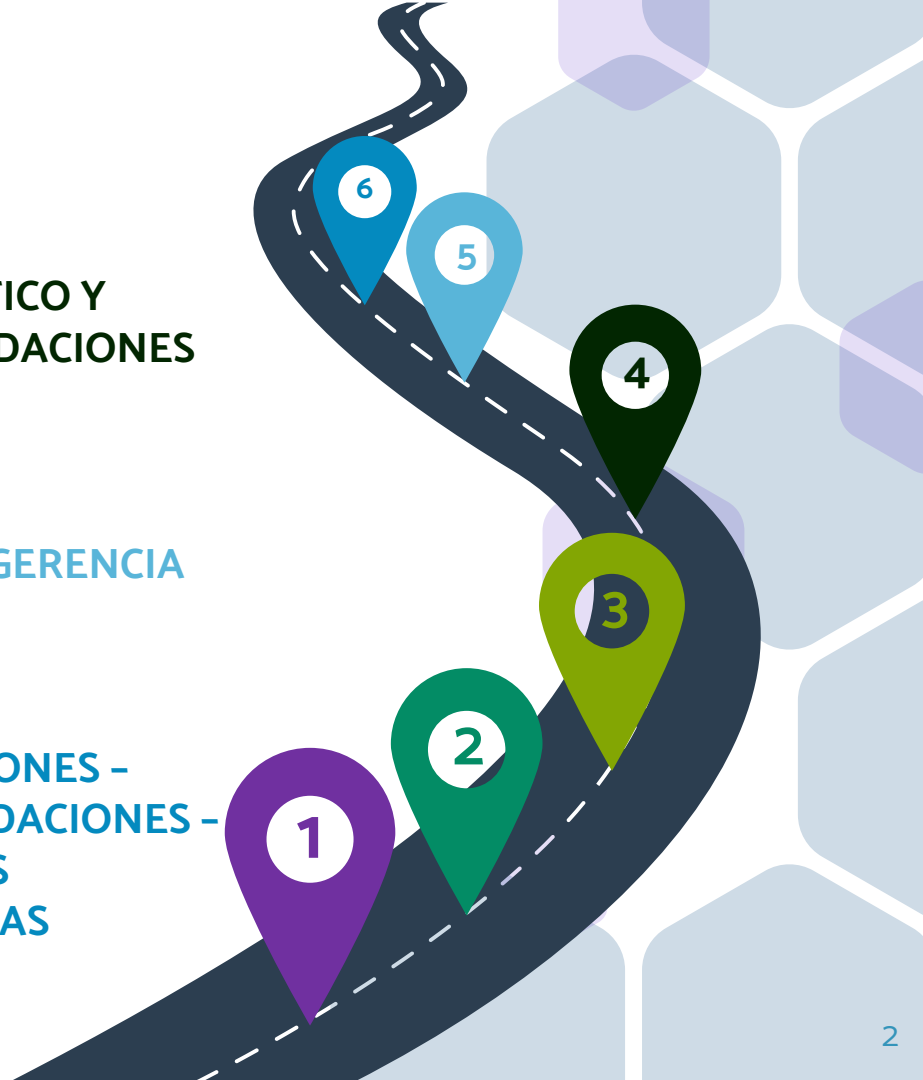 6
5
TICO Y
DACIONES
4
GERENCIA
3
2
ONES –
DACIONES –
1
S
AS
2